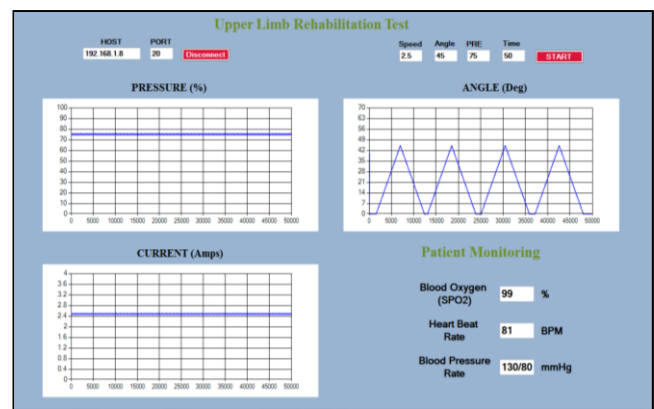 Upper Limb Rehabilitation Test
HOST PORT
192.168.1.8 20 Disconnect
Speed Angle PRE Time
2.5 45 75 50 START
PRESSURE (%)
100
90
80
70
60
50
40
30
20
10
0
0 5000 10000 15000 20000 25000 30000 35000 40000 45000 50000
ANGLE (Deg)
70
63
56
49
42
35
28
21
14
7
0
0 5000 10000 15000 20000 25000 30000 35000 40000 45000 50000
CURRENT (Amps)
4
3.6
3.2
2.8
2.4
2
1.6
1.2
0.8
0.4
0
0 5000 10000 15000 20000 25000 30000 35000 40000 45000 50000
Patient Monitoring
Blood Oxygen
(SPO2)
99 %
Heart Beat
Rate
81 BPM
Blood Pressure
Rate
130/80 mmHg